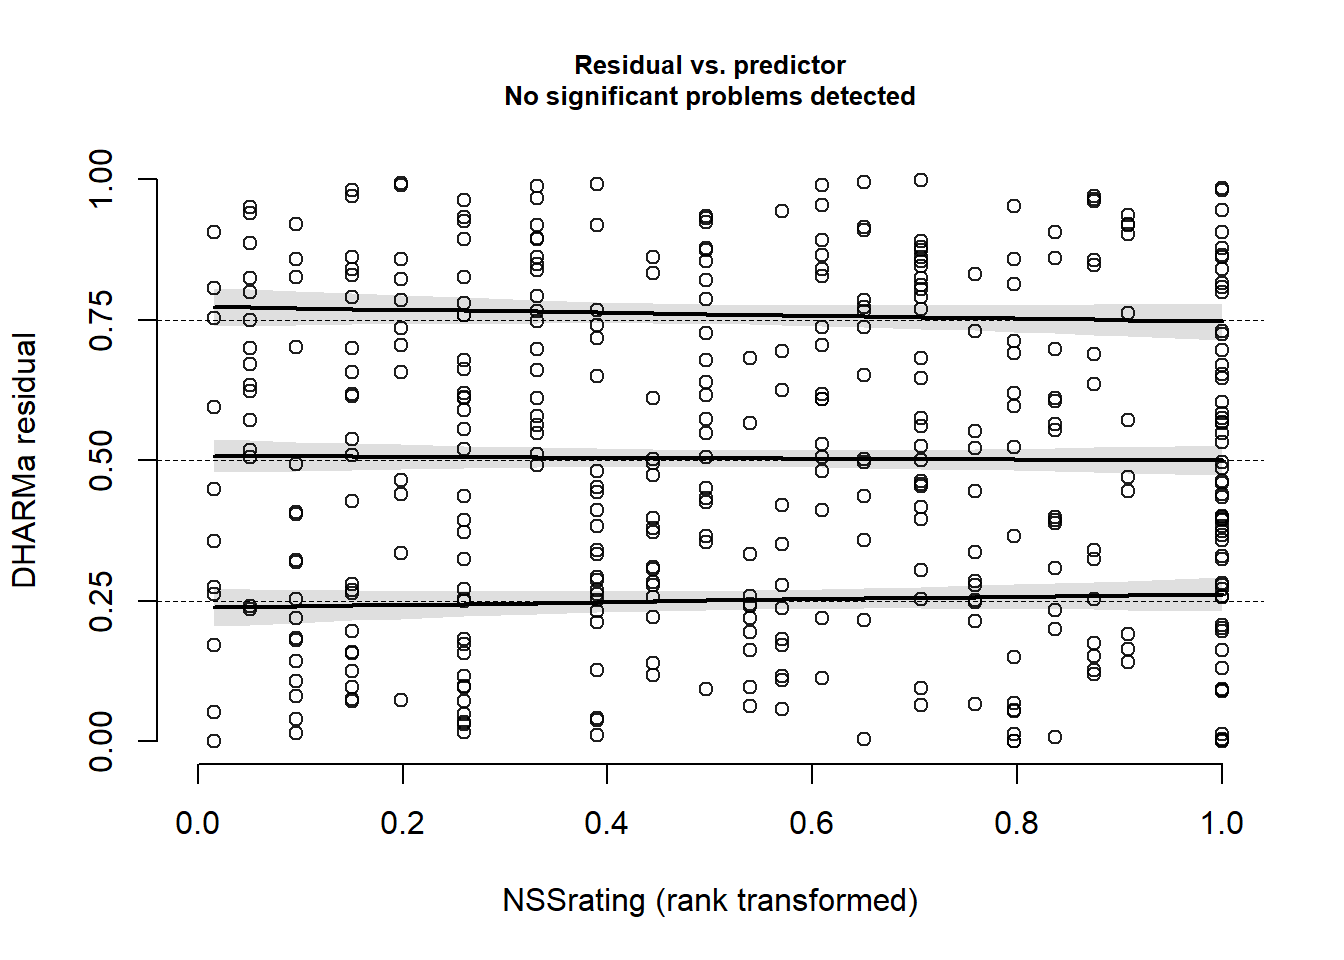 Residual vs. predictor
No significant problems detected
1.00
0.75
0.50
0.25
0.00
DHARMa residual
0.0 0.2 0.4 0.6 0.8 1.0
NSSrating (rank transformed)